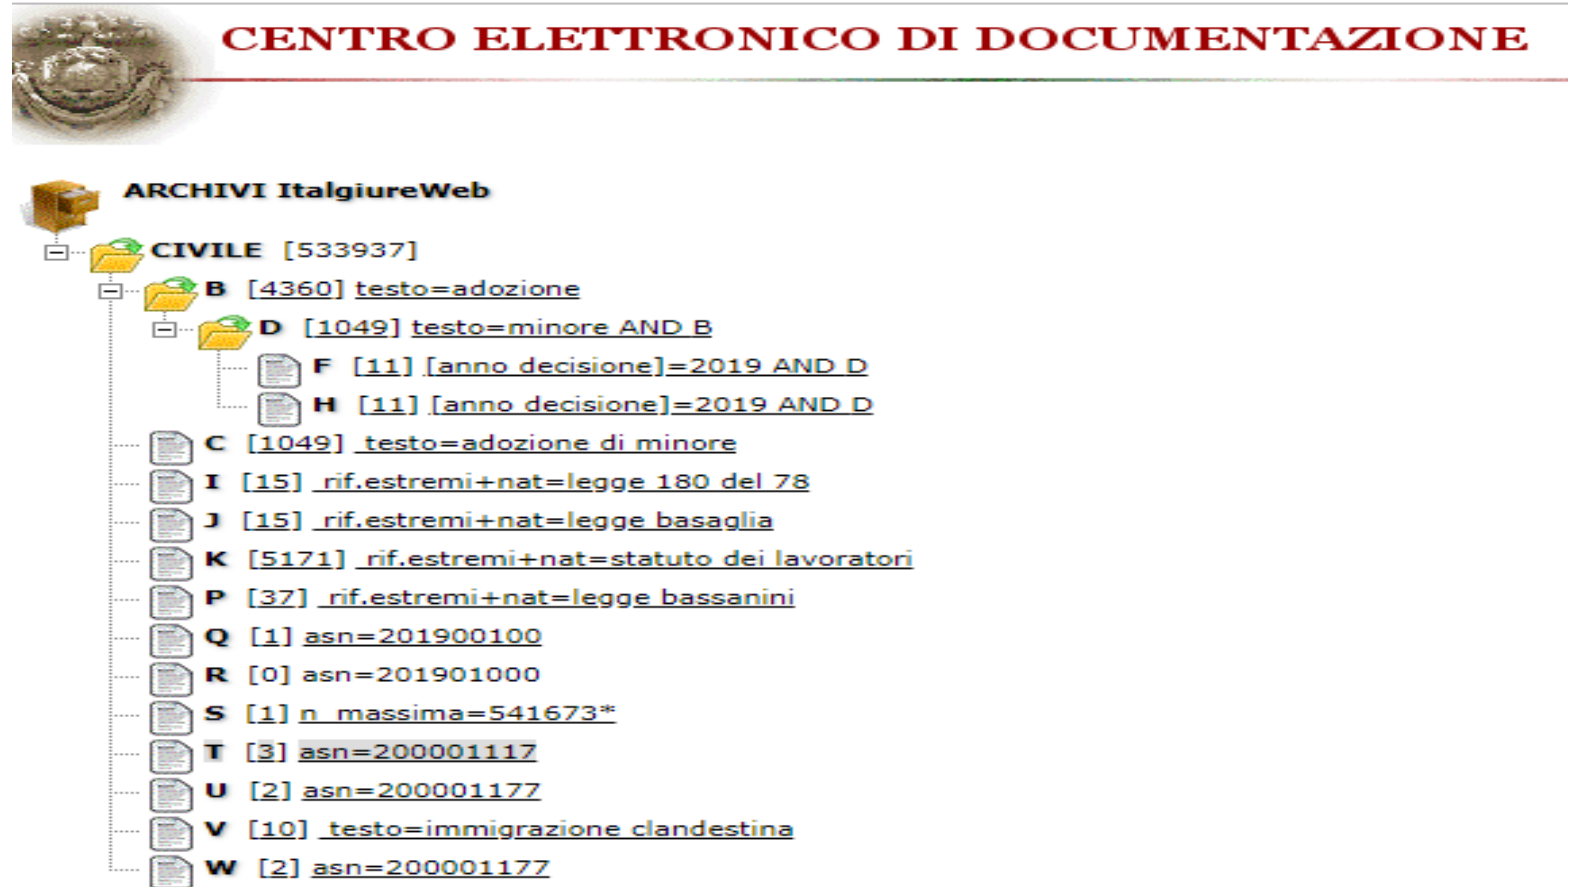 CENTRO ELETTRONICO DI DOCUMENTAZIONE
ARCHIVI ItalgiureWeb
CIVILE [533937]
B [4360] testo=adozione
D [1049] testo=minore AND B
F [11] [anno decisione]=2019 AND D
H [11] [anno decisione]=2019 AND D
C [1049] testo=adozione di minore
I [15] rif.estremi+nat=legge 180 del 78
J [15] rif.estremi+nat=legge basaglia
K [5171] rif.estremi+nat=statuto dei lavoratori
P [37] rif.estremi+nat=legge bassanini
Q [1] asn=201900100
R [0] asn=201901000
S [1] n_massima=541673*
T [3] asn=200001117
U [2] asn=200001177
V [10] testo=immigrazione clandestina
W [2] asn=200001177